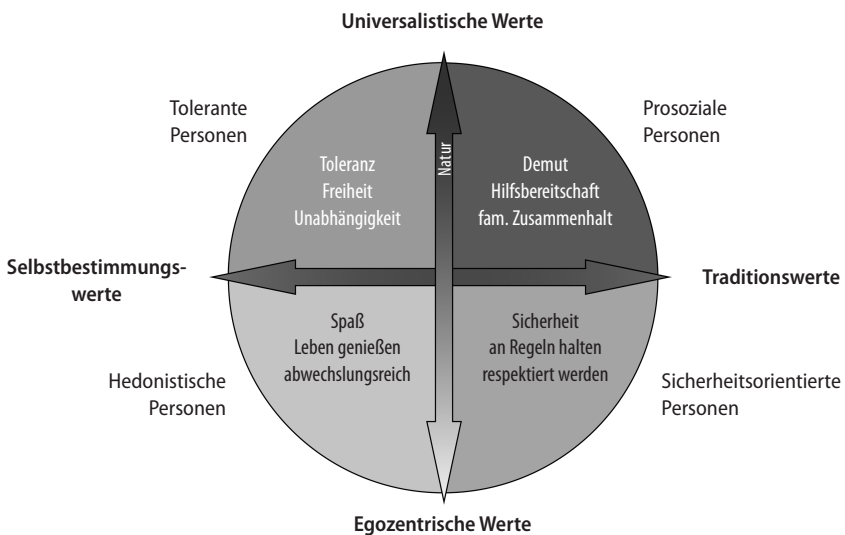 Universalistische Werte
Tolerante
Personen
Prosoziale
Personen
Natur
Toleranz
Freiheit
Unabhängigkeit
Demut
Hilfsbereitschaft
fam. Zusammenhalt
Selbstbestimmungs-
werte
Traditionswerte
Spaß
Leben genießen
abwechslungsreich
Sicherheit
an Regeln halten
respektiert werden
Hedonistische
Personen
Sicherheitsorientierte
Personen
Egozentrische Werte